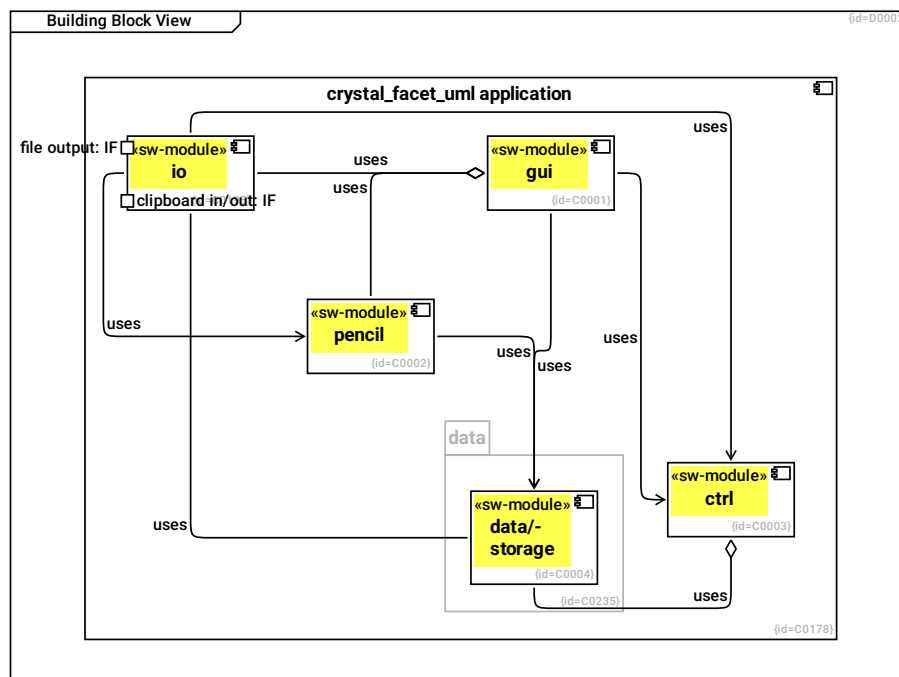 Building Block View
{id=D000
crystal_facet_uml application
uses
file output: IF
«sw-module»
io
clipboard in/out: IF
uses
uses
«sw-module»
gui
{id=C0001}
uses
«sw-module»
pencil
{id=C0002}
uses
uses
uses
data
«sw-module»
data/-
storage
{id=C0004}
{id=C0235}
«sw-module»
ctrl
{id=C0003}
uses
uses
{id=C0178}